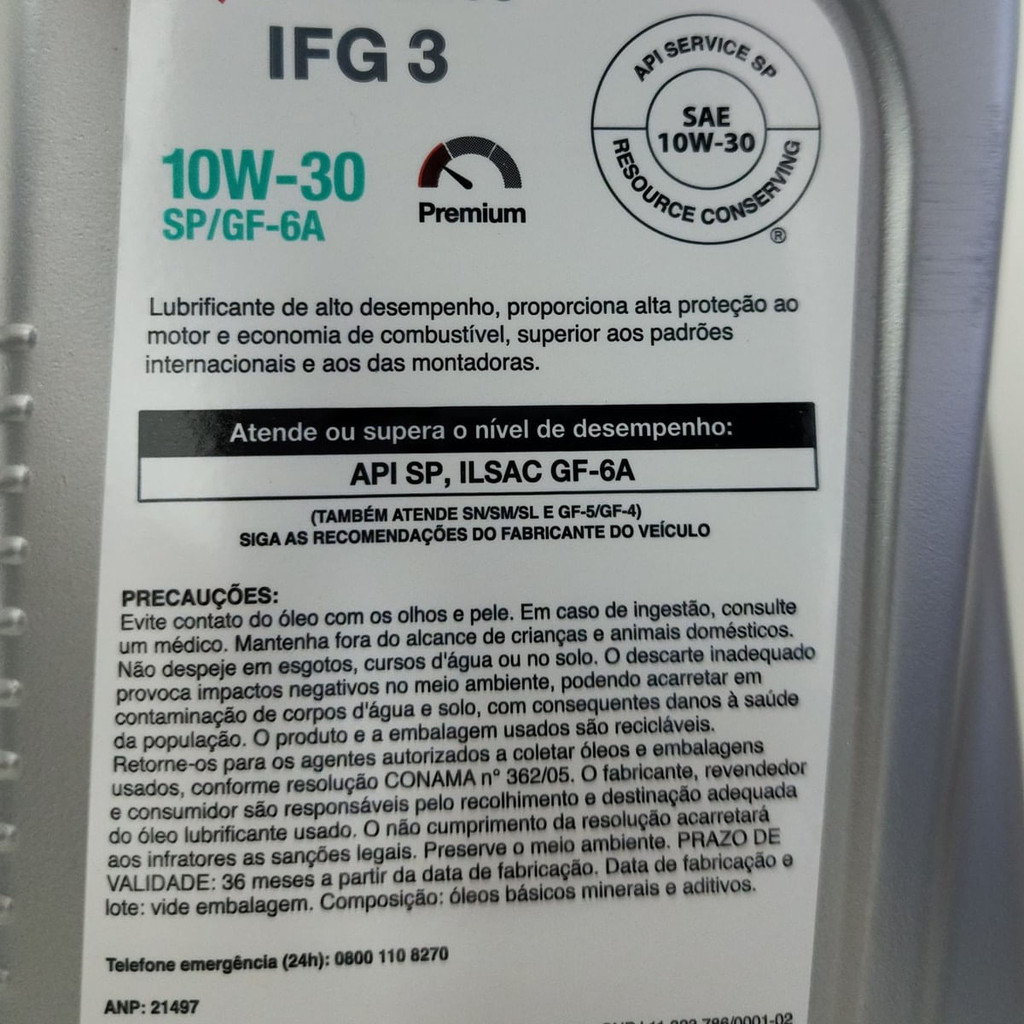 IFG 3
API SERVICE SP
SAE
10W-30
RESOURCE CONSERVING
®
10W-30
SP/GF-6A
Premium
Lubrificante de alto desempenho, proporciona alta proteção ao
motor e economia de combustível, superior aos padrões
internacionais e aos das montadoras.
Atende ou supera o nível de desempenho:
API SP, ILSAC GF-6A
(TAMBÉM ATENDE SN/SM/SL E GF-5/GF-4)
SIGA AS RECOMENDAÇÕES DO FABRICANTE DO VEÍCULO
PRECAUÇÕES:
Evite contato do óleo com os olhos e pele. Em caso de ingestão, consulte
um médico. Mantenha fora do alcance de crianças e animais domésticos.
Não despeje em esgotos, cursos d'água ou no solo. O descarte inadequado
provoca impactos negativos no meio ambiente, podendo acarretar em
contaminação de corpos d'água e solo, com consequentes danos à saúde
da população. O produto e a embalagem usados são recicláveis.
Retorne-os para os agentes autorizados a coletar óleos e embalagens
usados, conforme resolução CONAMA nº 362/05. O fabricante, revendedor
e consumidor são responsáveis pelo recolhimento e destinação adequada
do óleo lubrificante usado. O não cumprimento da resolução acarretará
aos infratores as sanções legais. Preserve o meio ambiente. PRAZO DE
VALIDADE: 36 meses a partir da data de fabricação. Data de fabricação e
lote: vide embalagem. Composição: óleos básicos minerais e aditivos.
Telefone emergência (24h): 0800 110 8270
ANP: 21497